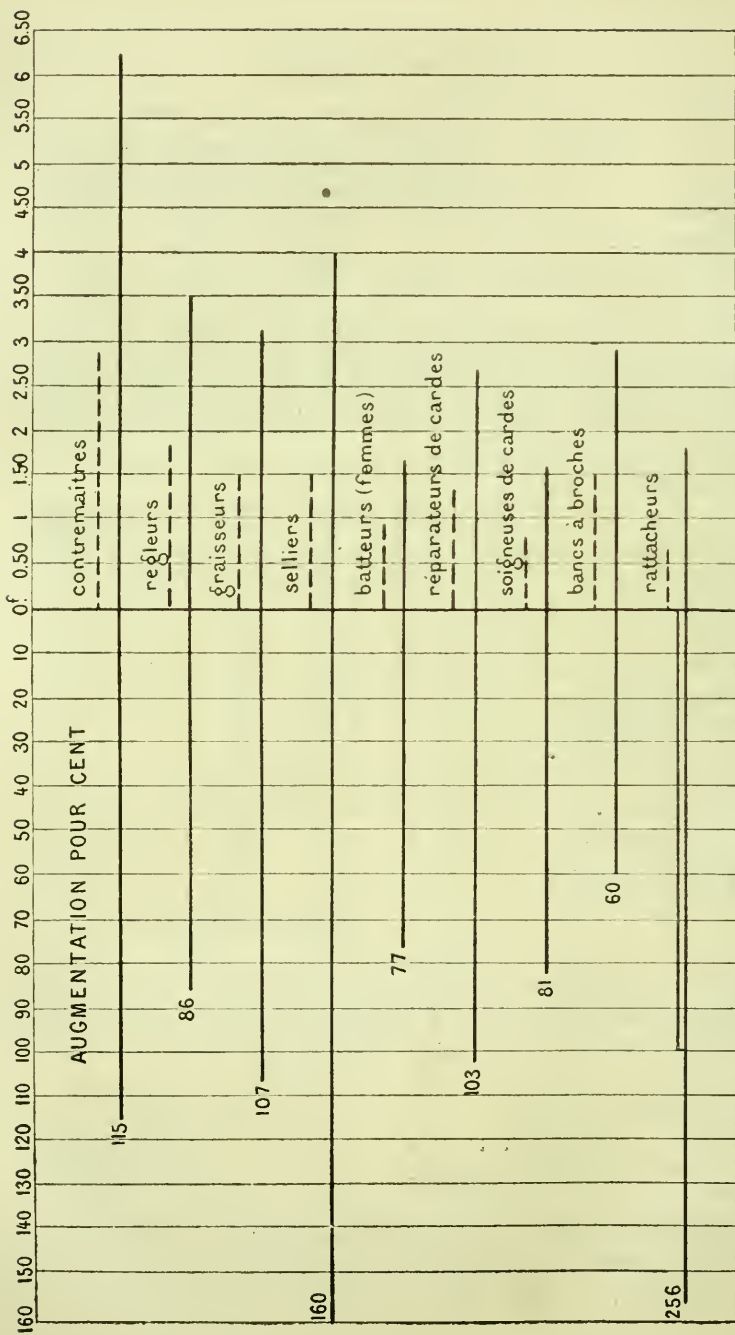 160 150 140 130 120 110 100 90 80 70 60 50 40 30 20 10 0f 0.50 1 1.50 2 2.50 3 3.50 4 4.50 5 5.50 6 6.50
AUGMENTATION POUR CENT
contremaîtres
115
régleurs
86
graisseurs
107
selliers
160
batteurs (femmes)
77
réparateurs de cardes
103
soigneuses de cardes
81
bancs à broches
60
rattacheurs
256